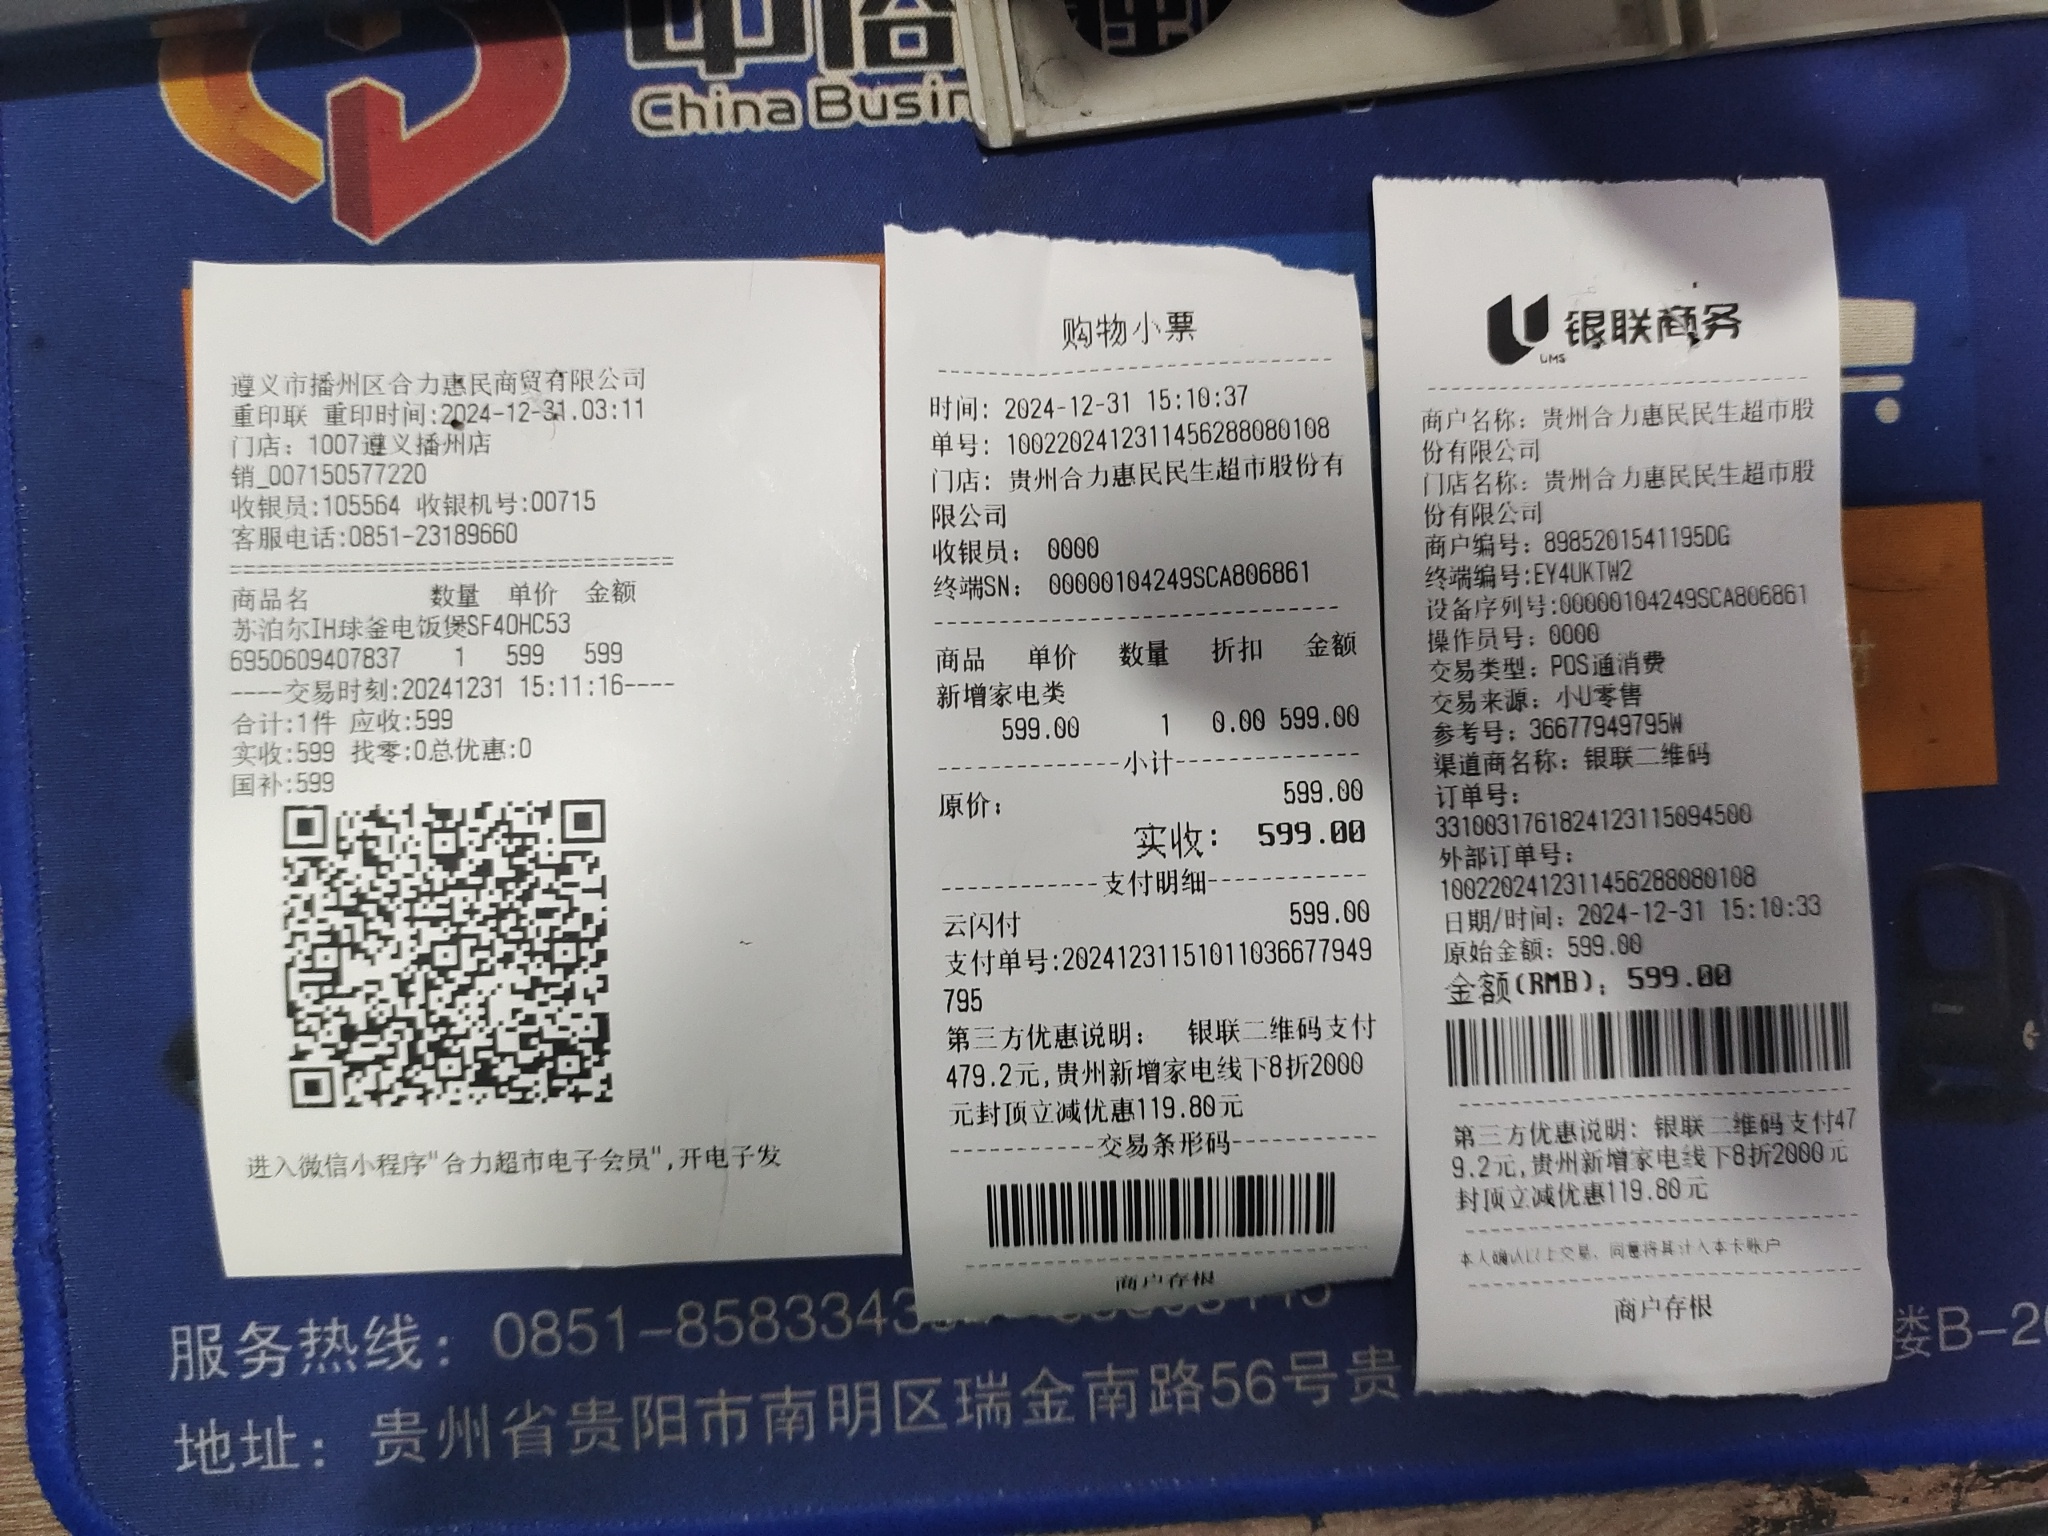 China Busin
遵义市播州区合力惠民商贸有限公司
重印联 重印时间:2024-12-31.03:11
门店: 1007遵义播州店
销_007150577220
收银员:105564 收银机号:00715
客服电话:0851-23189660
商品名 数量 单价 金额
苏泊尔IH球釜电饭煲SF40HC53
6950609407837 1 599 599
----交易时刻:20241231 15:11:16----
合计:1件 应收:599
实收:599 找零:0总优惠:0
国补:599
进入微信小程序"合力超市电子会员",开电子发
购物小票
时间: 2024-12-31 15:10:37
单号: 1002202412311456288080108
门店: 贵州合力惠民民生超市股份有
限公司
收银员: 0000
终端SN: 00000104249SCA806861
商品 单价 数量 折扣 金额
新增家电类
599.00 1 0.00 599.00
小计
原价: 599.00
实收: 599.00
支付明细
云闪付 599.00
支付单号:20241231151011036677949
795
第三方优惠说明: 银联二维码支付
479.2元,贵州新增家电线下8折2000
元封顶立减优惠119.80元
交易条形码
商户存根
UMS 银联商务
商户名称: 贵州合力惠民民生超市股
份有限公司
门店名称: 贵州合力惠民民生超市股
份有限公司
商户编号: 8985201541195DG
终端编号:EY4UKTW2
设备序列号:00000104249SCA806861
操作员号: 0000
交易类型: POS通消费
交易来源: 小U零售
参考号: 36677949795W
渠道商名称: 银联二维码
订单号:
33100317618241231150945​00
外部订单号:
1002202412311456288080108
日期/时间: 2024-12-31 15:10:33
原始金额: 599.00
金额(RMB): 599.00
第三方优惠说明: 银联二维码支付47
9.2元,贵州新增家电线下8折2000元
封顶立减优惠119.80元
本人确认以上交易、同意将其计入本卡账户
商户存根
服务热线: 0851-858334
地址: 贵州省贵阳市南明区瑞金南路56号贵
楼B-20